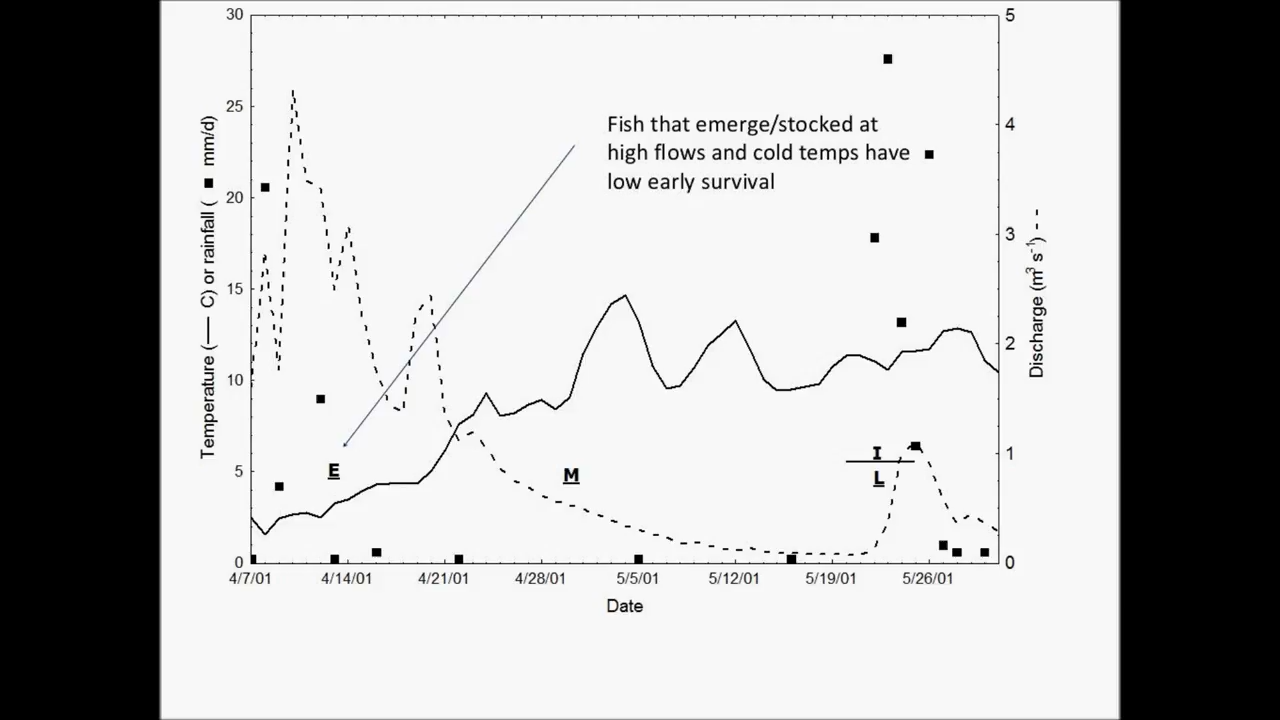 30
25
20
15
10
5
0
5
4
3
2
1
0
Temperature (— C) or rainfall ( ■ mm/d)
Discharge (m³ s⁻¹) --
Fish that emerge/stocked at
high flows and cold temps have
low early survival
E
M
I
L
4/7/01 4/14/01 4/21/01 4/28/01 5/5/01 5/12/01 5/19/01 5/26/01
Date